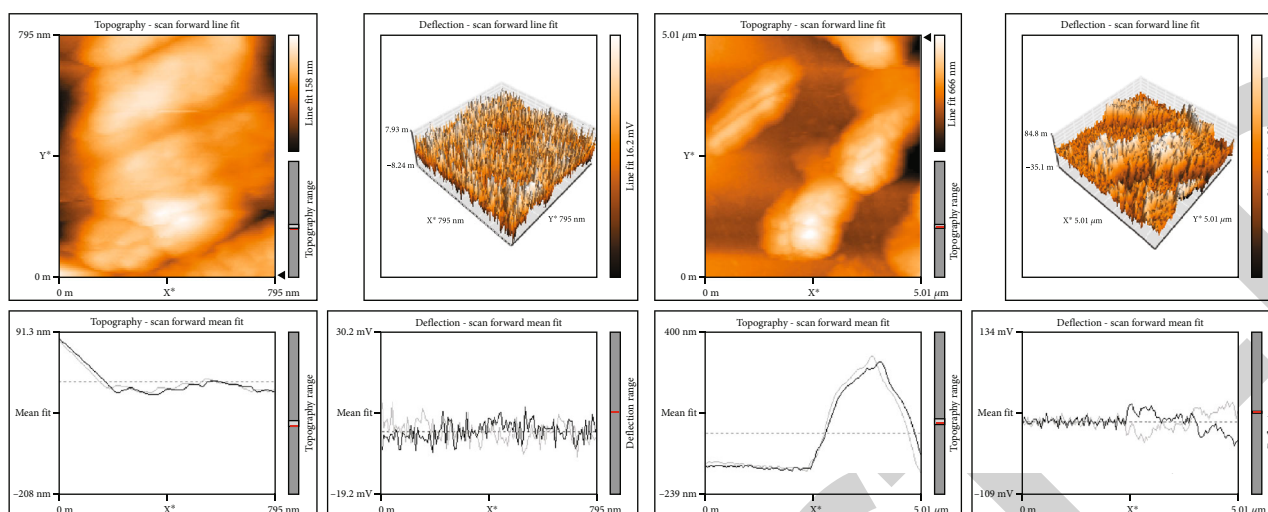 Topography - scan forward line fit
795 nm
Y*
0 m
0 m
X*
795 nm
Line fit 158 nm
Topography range
Deflection - scan forward line fit
7.93 m
−8.24 m
X* 795 nm
Y* 795 nm
Line fit 16.2 mV
Topography - scan forward line fit
5.01 μm
Y*
0 m
0 m
X*
5.01 μm
Line fit 666 nm
Topography range
Deflection - scan forward line fit
84.8 m
−35.1 m
X* 5.01 μm
Y* 5.01 μm
Topography - scan forward mean fit
91.3 nm
Mean fit
−208 nm
0 m
X*
795 nm
Topography range
Deflection - scan forward mean fit
30.2 mV
Mean fit
−19.2 mV
0 m
X*
795 nm
Deflection range
Topography - scan forward mean fit
400 nm
Mean fit
−239 nm
0 m
X*
5.01 μm
Topography range
Deflection - scan forward mean fit
134 mV
Mean fit
−109 mV
0 m
X*
5.01 μm